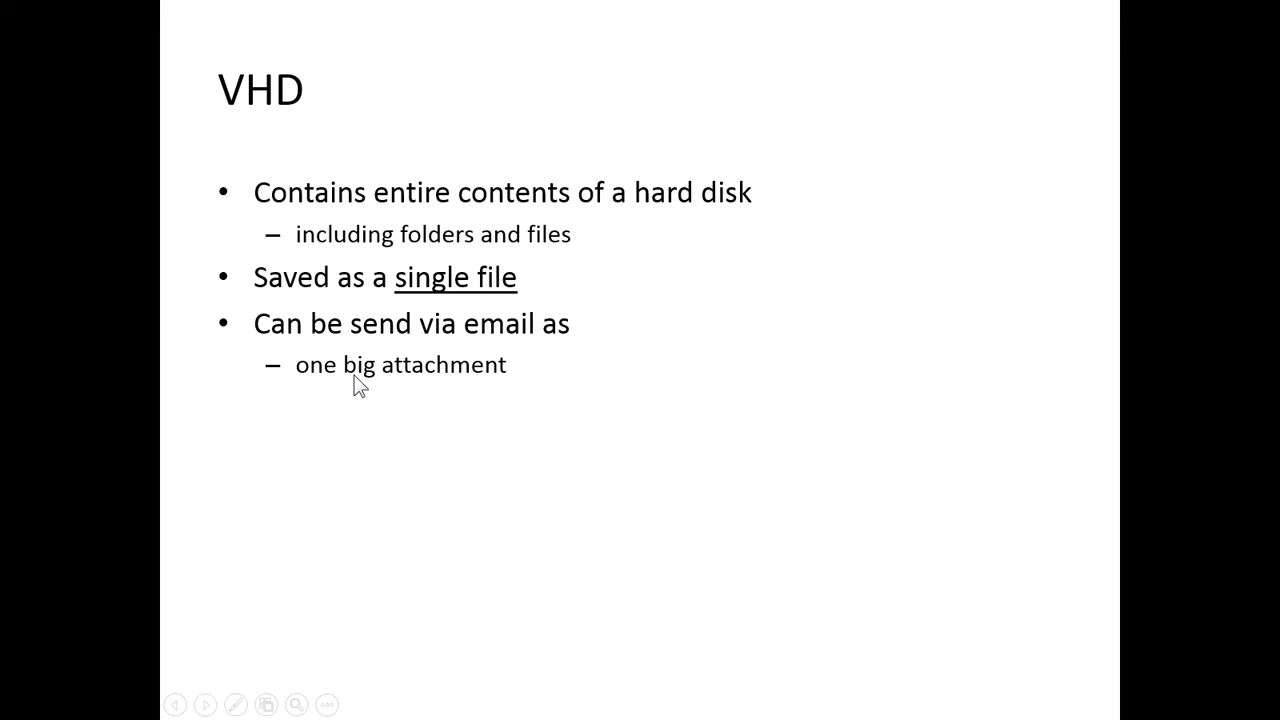 VHD
• Contains entire contents of a hard disk
– including folders and files
• Saved as a single file
• Can be send via email as
– one big attachment